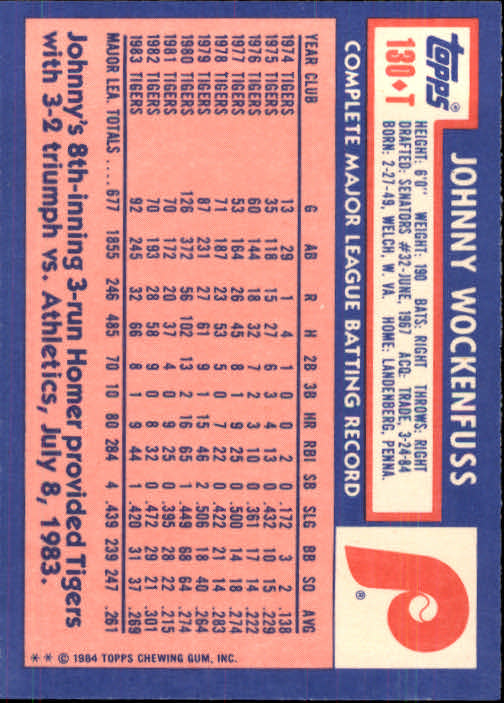 topps®
130•T
JOHNNY WOCKENFUSS
HEIGHT: 6'0" WEIGHT: 190 BATS: RIGHT THROWS: RIGHT
DRAFTED: SENATORS #32-JUNE, 1967 ACQ: TRADE, 3-24-84
BORN: 2-27-49, WELCH, W. VA. HOME: LANDENBERG, PENNA.
COMPLETE MAJOR LEAGUE BATTING RECORD
YEAR CLUB G AB R H 2B 3B HR RBI SB SLG BB SO AVG
1974 TIGERS 13 29 1 4 1 0 0 2 0 .172 3 2 .138
1975 TIGERS 35 118 15 27 6 3 4 13 0 .432 10 15 .229
1976 TIGERS 60 144 18 32 7 2 3 10 0 .361 17 14 .222
1977 TIGERS 53 164 26 45 8 1 9 25 0 .500 14 18 .274
1978 TIGERS 71 187 23 53 5 0 7 22 0 .422 21 14 .283
1979 TIGERS 87 231 27 61 9 1 15 46 2 .506 18 40 .264
1980 TIGERS 126 372 56 102 13 2 16 65 1 .449 68 64 .274
1981 TIGERS 70 172 20 37 4 0 9 25 0 .395 28 22 .215
1982 TIGERS 70 193 28 58 9 0 8 32 0 .472 29 21 .301
1983 TIGERS 92 245 32 66 8 1 9 44 1 .420 31 37 .269
MAJOR LEA. TOTALS .... 677 1855 246 485 70 10 80 284 4 .439 239 247 .261
Johnny's 8th-inning 3-run Homer provided Tigers
with 3-2 triumph vs. Athletics, July 8, 1983.
P®
** © 1984 TOPPS CHEWING GUM, INC.